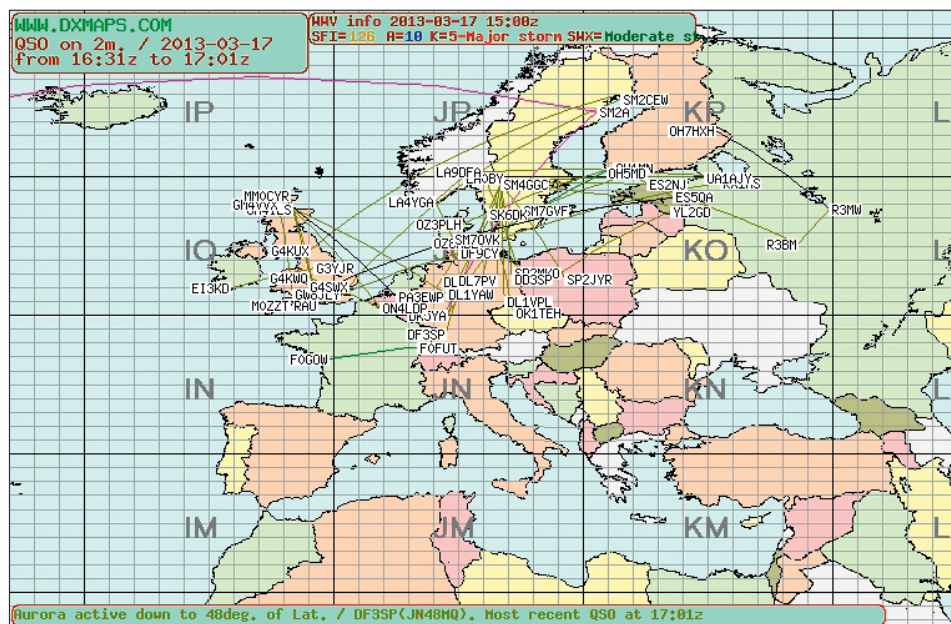 WWW.DXMAPS.COM
QSO on 2m. / 2013-03-17
from 16:31z to 17:01z
WWV info 2013-03-17 15:00z
SFI=126 A=10 K=5-Major storm SWX=Moderate st
IP
JP
KP
L
SM2CEW
SM2A
OH7HXH
LA9DFA
SM4GGC
OH5MD
UA1AJY
ES2NJ
LA4YGA
ES5QA
MM0CYR
SK6DK
SM7GVF
YL2GD
R3MW
OZ3PLH
IO
SM7OVK
KO
L
R3BM
G4KUX
DF9CY
G3YJR
G4KWQ
DD3SP
SP2JYR
EI3KD
G4SWX
DL7PV
PA3EWP
DL1YAW
DL1VPL
ON4LDP
OK1TEH
DF3SP
F0GOW
F0FUT
IN
JN
KN
L
IM
JM
KM
L
Aurora active down to 48deg. of Lat. / DF3SP(JN48MQ). Most recent QSO at 17:01z